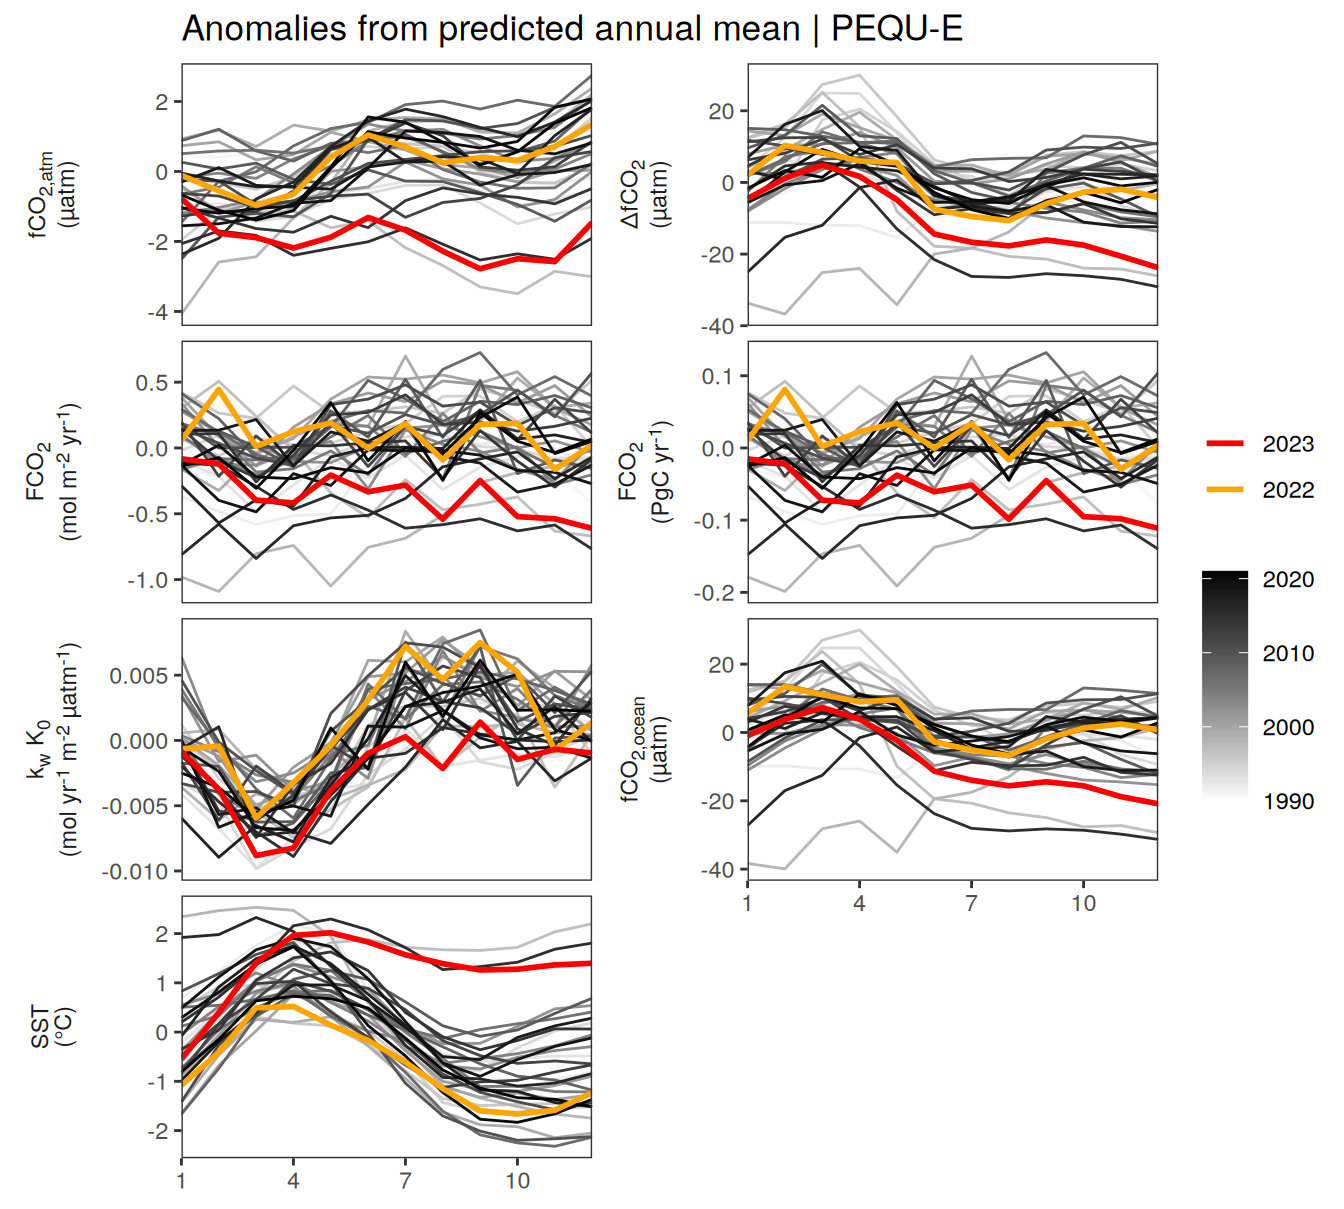 Anomalies from predicted annual mean | PEQU-E
fCO2,atm
(µatm)
2
0
-2
-4
ΔfCO2
(µatm)
20
0
-20
-40
FCO2
(mol m-2 yr-1)
0.5
0.0
-0.5
-1.0
FCO2
(PgC yr-1)
0.1
0.0
-0.1
-0.2
kw K0
(mol yr-1 m-2 µatm-1)
0.005
0.000
-0.005
-0.010
fCO2,ocean
(µatm)
20
0
-20
-40
1 4 7 10
SST
(°C)
2
1
0
-1
-2
1 4 7 10
2023
2022
2020
2010
2000
1990